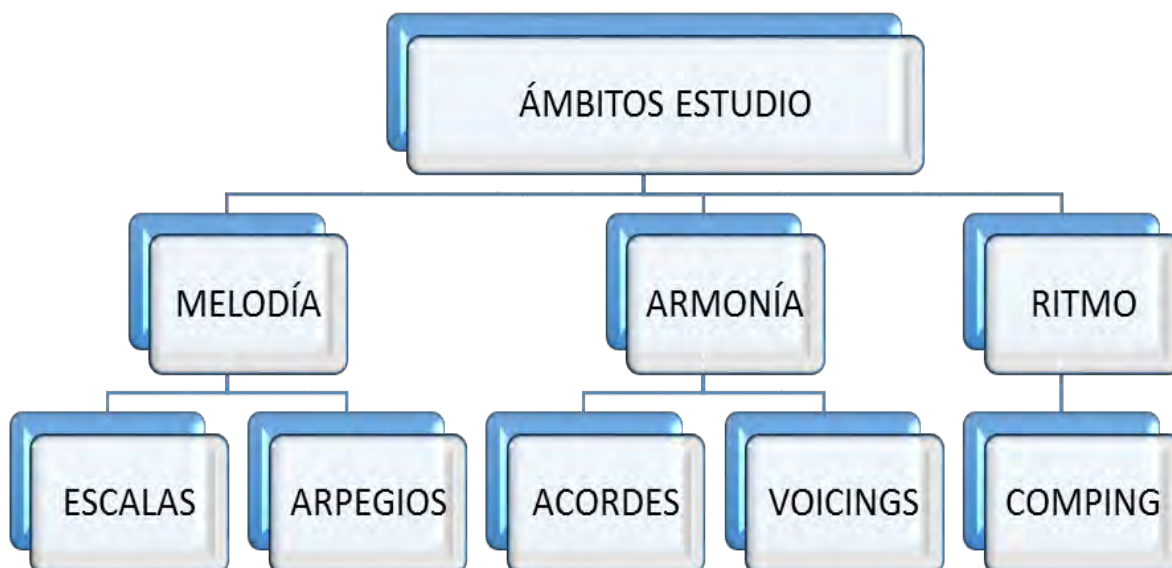 ÁMBITOS ESTUDIO
MELODÍA
ARMONÍA
RITMO
ESCALAS
ARPEGIOS
ACORDES
VOICINGS
COMPING